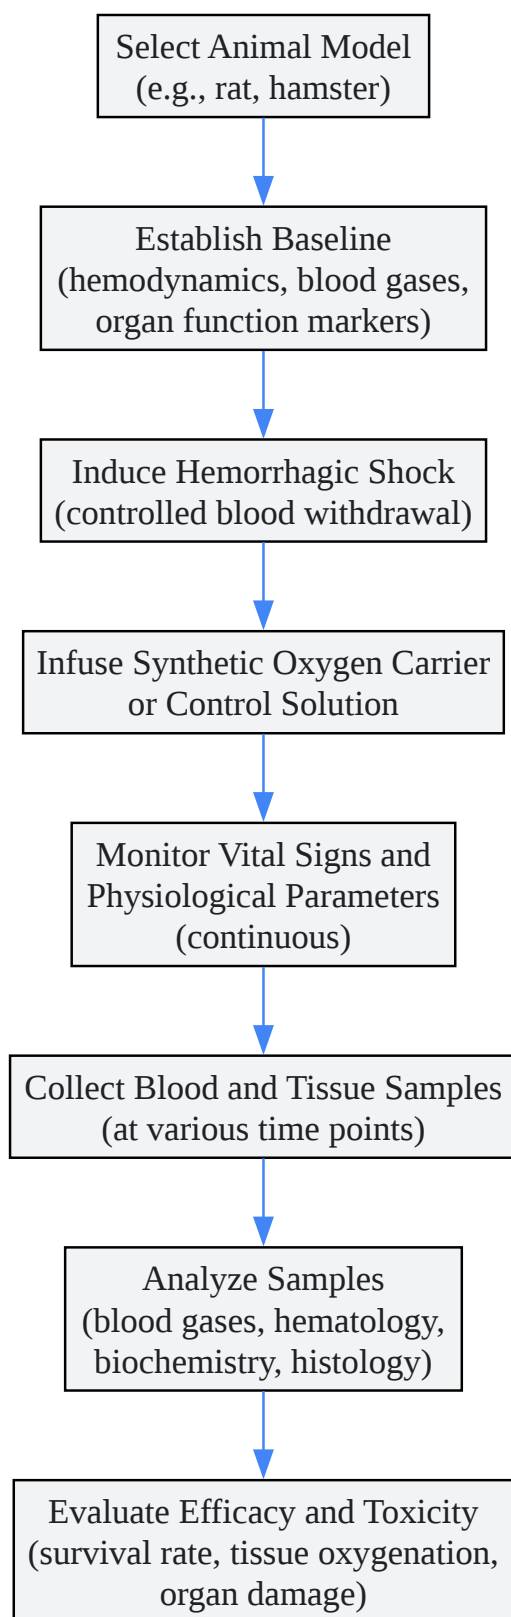 Select Animal Model
(e.g., rat, hamster)
Establish Baseline
(hemodynamics, blood gases,
organ function markers)
Induce Hemorrhagic Shock
(controlled blood withdrawal)
Infuse Synthetic Oxygen Carrier
or Control Solution
Monitor Vital Signs and
Physiological Parameters
(continuous)
Collect Blood and Tissue Samples
(at various time points)
Analyze Samples
(blood gases, hematology,
biochemistry, histology)
Evaluate Efficacy and Toxicity
(survival rate, tissue oxygenation,
organ damage)